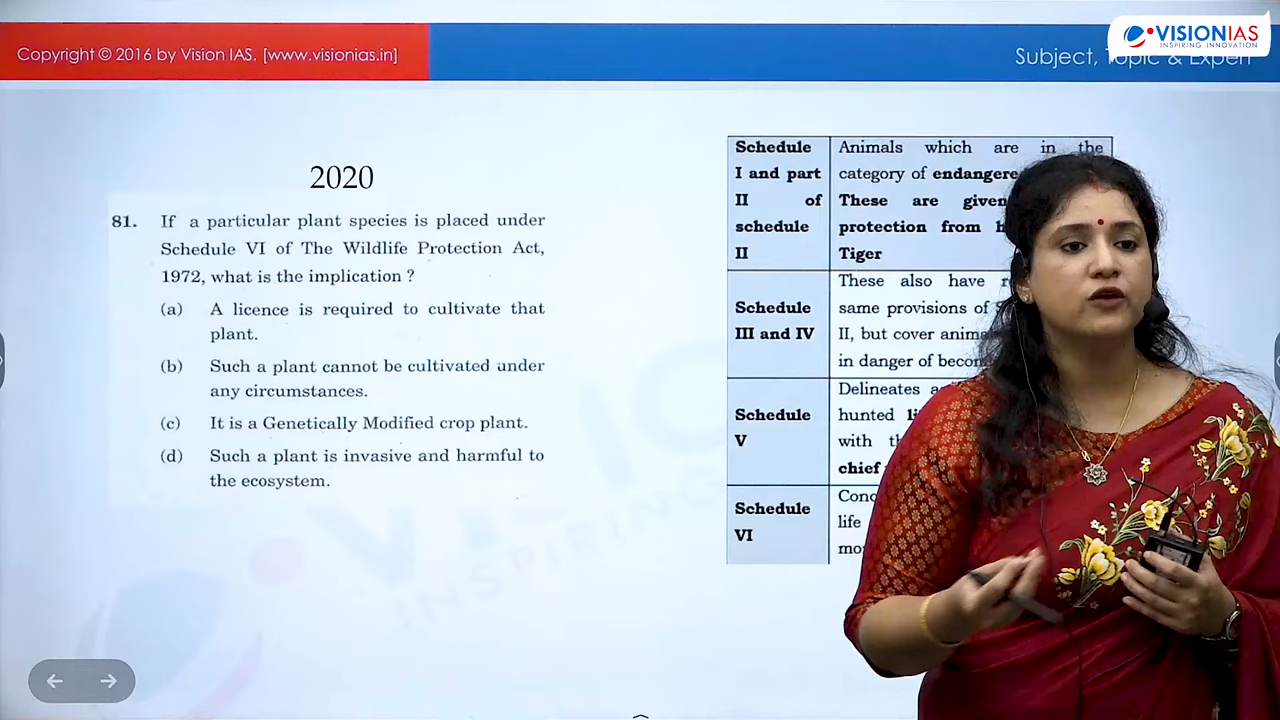 Copyright © 2016 by Vision IAS. [www.visionias.in]
VISIONIAS
INSPIRING INNOVATION
Subject, Topic & Expert
2020
81. If a particular plant species is placed under
Schedule VI of The Wildlife Protection Act,
1972, what is the implication ?
(a) A licence is required to cultivate that
plant.
(b) Such a plant cannot be cultivated under
any circumstances.
(c) It is a Genetically Modified crop plant.
(d) Such a plant is invasive and harmful to
the ecosystem.
Schedule
I and part
II of
schedule
II
Animals which are in the
category of
These are
protection from
Tiger
Schedule
III and IV
These also have
same provisions of
II, but cover
in danger of
Schedule
V
Delineates
hunted
with
chief
Schedule
VI
life